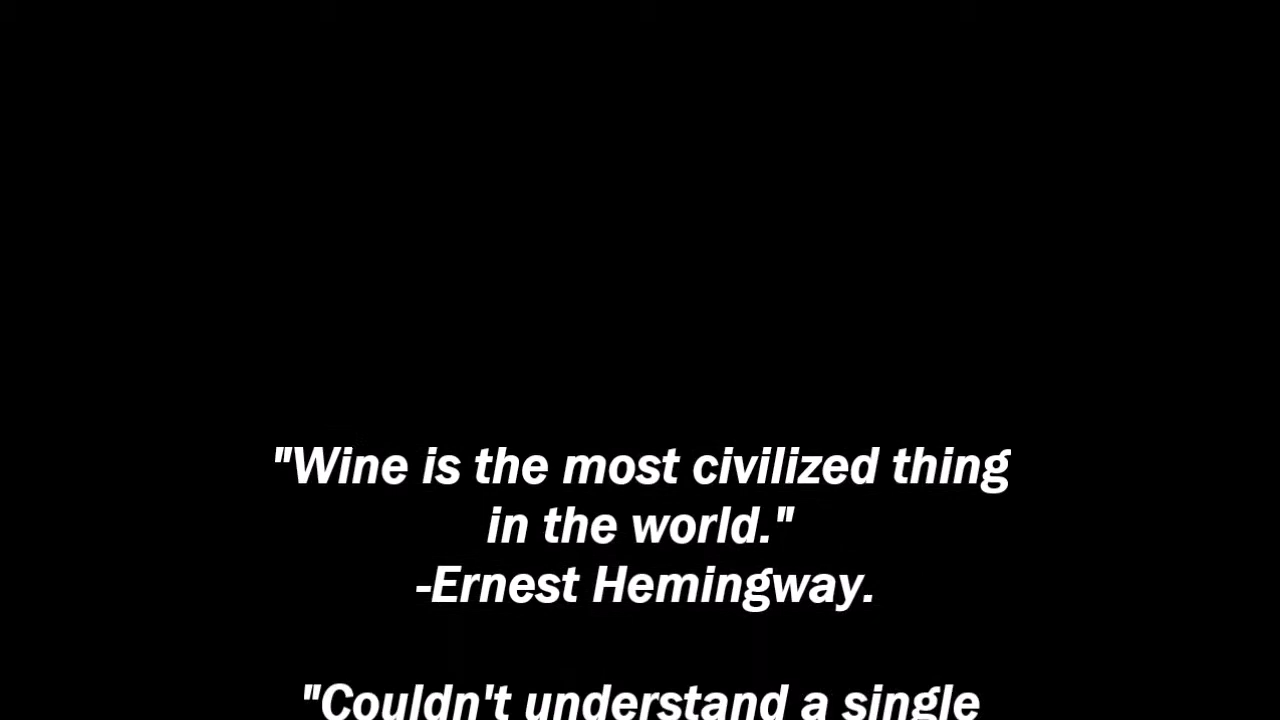 "Wine is the most civilized thing
in the world."
-Ernest Hemingway.
"Couldn't understand a single